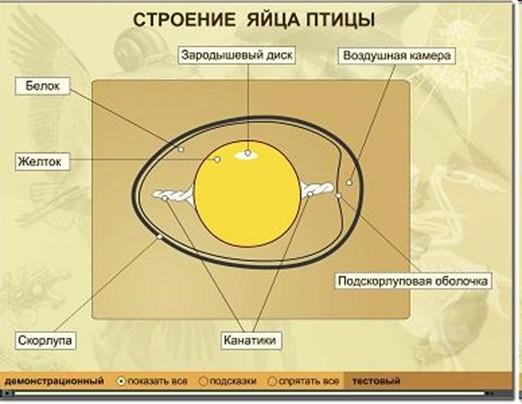 СТРОЕНИЕ ЯЙЦА ПТИЦЫ
Зародышевый диск
Воздушная камера
Белок
Желток
Подскорлуповая оболочка
Скорлупа
Канатики
демонстрационный показать все подсказки спрятать все тестовый